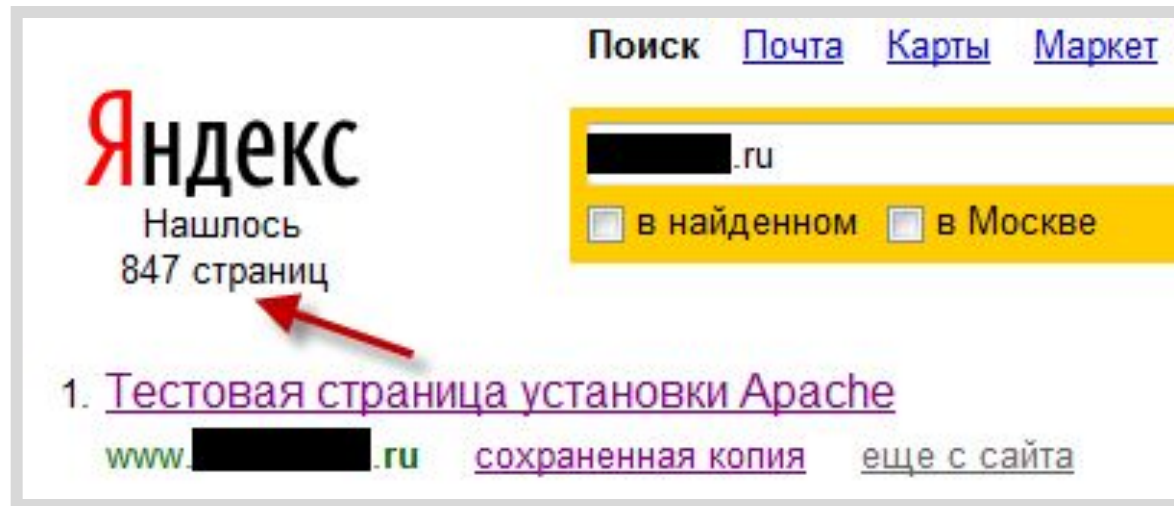 Поиск Почта Карты Маркет
Яндекс
.ru
Нашлось
847 страниц
в найденном в Москве
1. Тестовая страница установки Apache
www. .ru сохраненная копия еще с сайта